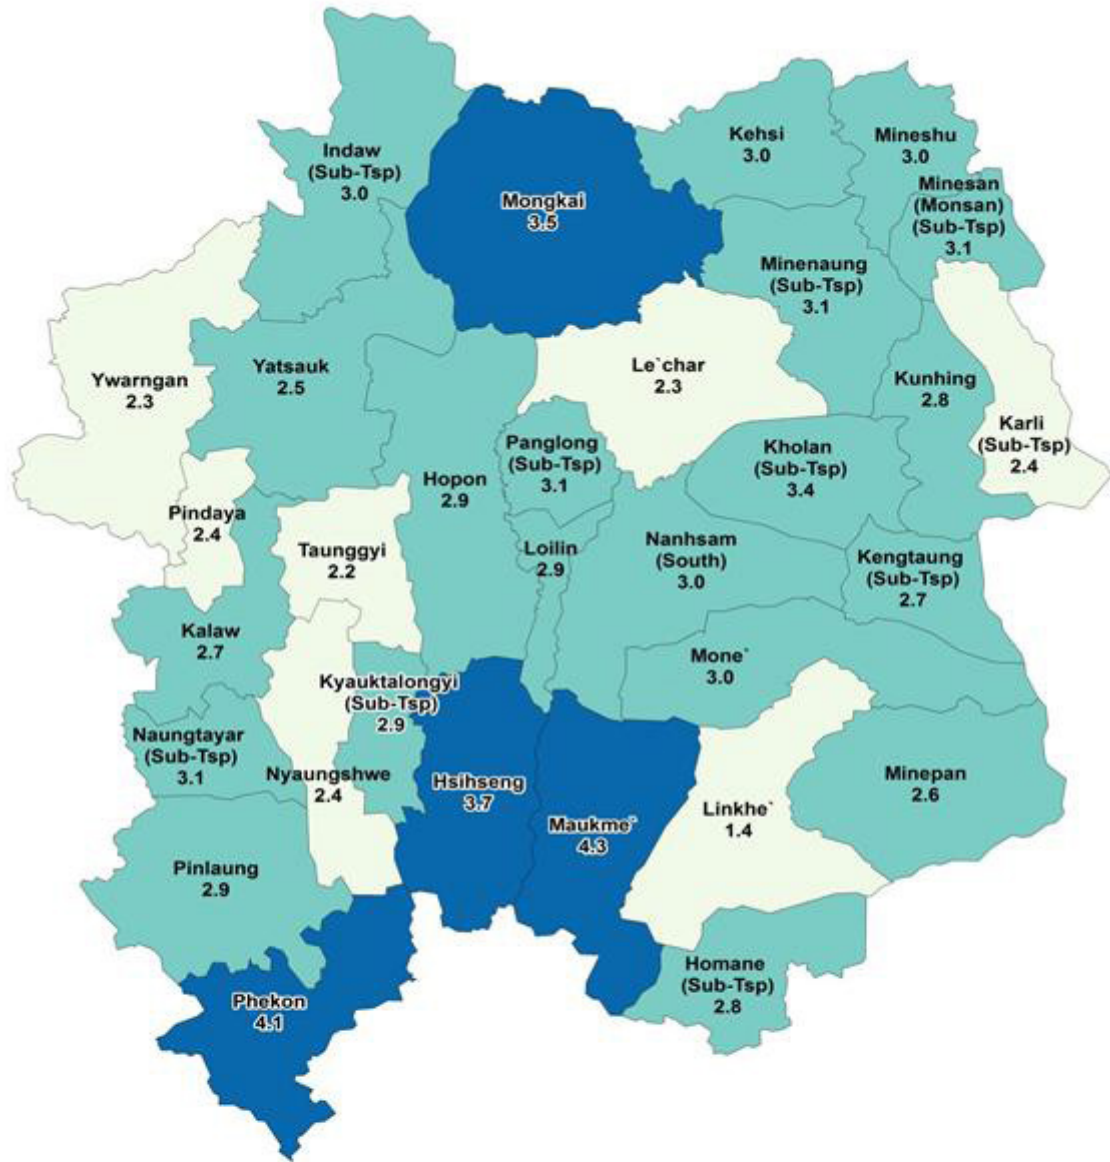 Indaw
(Sub-Tsp)
3.0
Mongkai
3.5
Kehsi
3.0
Mineshu
3.0
Minesan
(Monsan)
(Sub-Tsp)
3.1
Minenaung
(Sub-Tsp)
3.1
Ywarngan
2.3
Yatsauk
2.5
Le`char
2.3
Kunhing
2.8
Karli
(Sub-Tsp)
2.4
Panglong
(Sub-Tsp)
3.1
Kholan
(Sub-Tsp)
3.4
Hopon
2.9
Pindaya
2.4
Taunggyi
2.2
Loilin
2.9
Nanhsam
(South)
3.0
Kengtaung
(Sub-Tsp)
2.7
Kalaw
2.7
Mone`
3.0
Kyauktalongyi
(Sub-Tsp)
2.9
Naungtayar
(Sub-Tsp)
3.1
Nyaungshwe
2.4
Hsihseng
3.7
Maukme`
4.3
Linkhe`
1.4
Minepan
2.6
Pinlaung
2.9
Homane
(Sub-Tsp)
2.8
Phekon
4.1